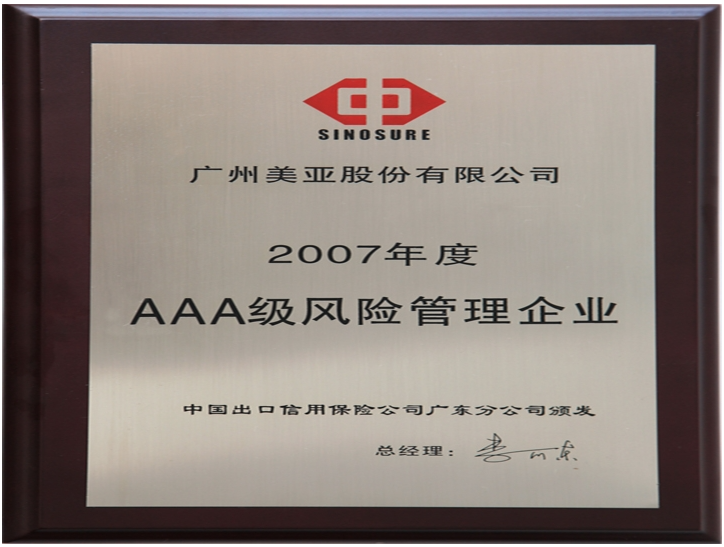 SINOSURE
广州美亚股份有限公司
2007年度
AAA级风险管理企业
中国出口信用保险公司广东分公司颁发
总经理：